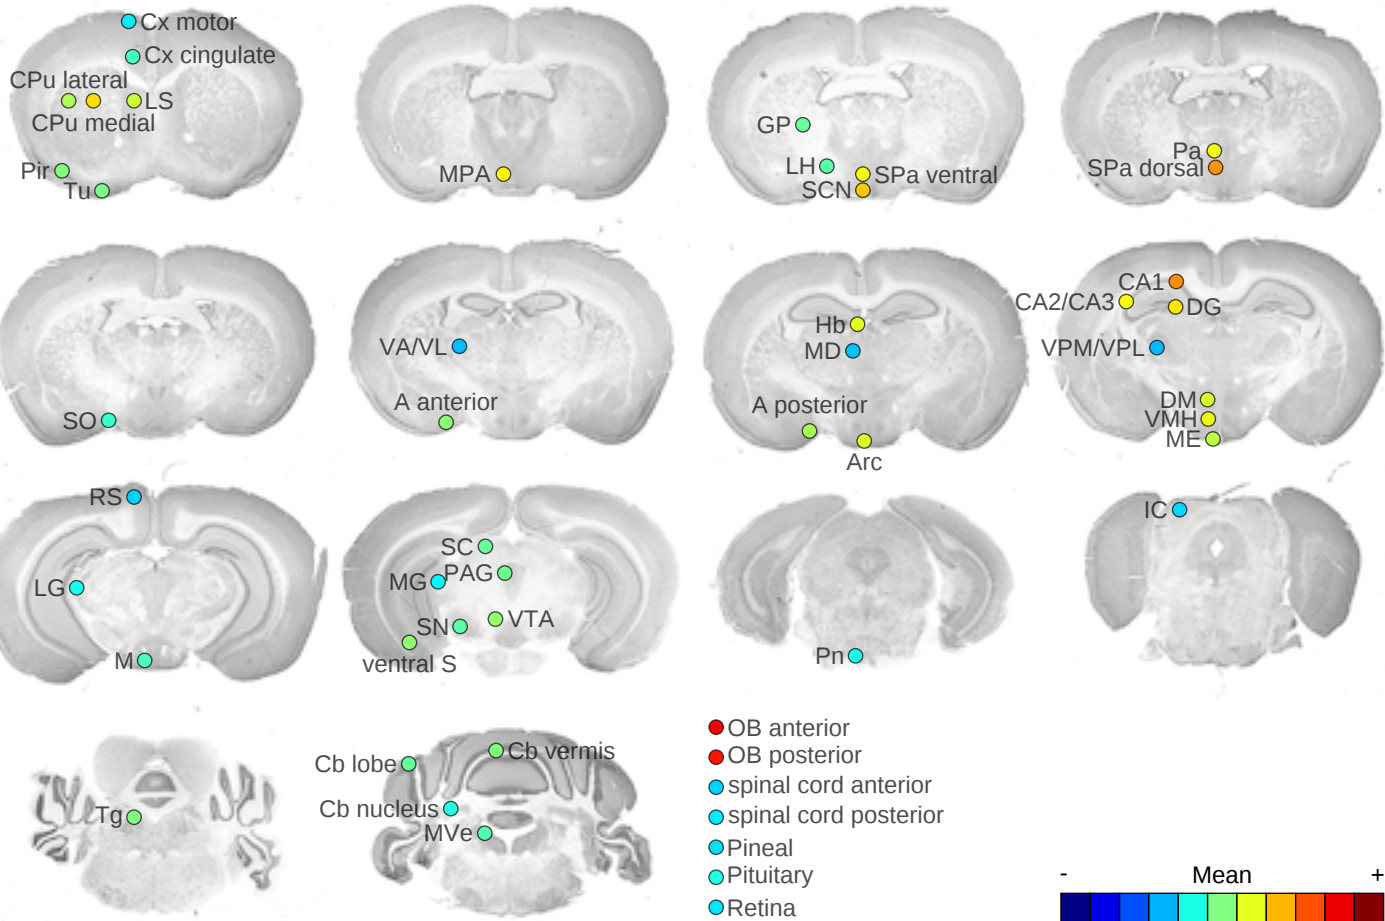 Cx motor
Cx cingulate
CPu lateral
LS
CPu medial
Pir
Tu
MPA
GP
LH
SPa ventral
SCN
Pa
SPa dorsal
SO
VA/VL
A anterior
Hb
MD
A posterior
Arc
CA1
CA2/CA3
DG
VPM/VPL
DM
VMH
ME
RS
LG
M
SC
PAG
MG
VTA
SN
ventral S
Pn
IC
Tg
Cb vermis
Cb lobe
Cb nucleus
MVe
OB anterior
OB posterior
spinal cord anterior
spinal cord posterior
Pineal
Pituitary
Retina
- Mean +